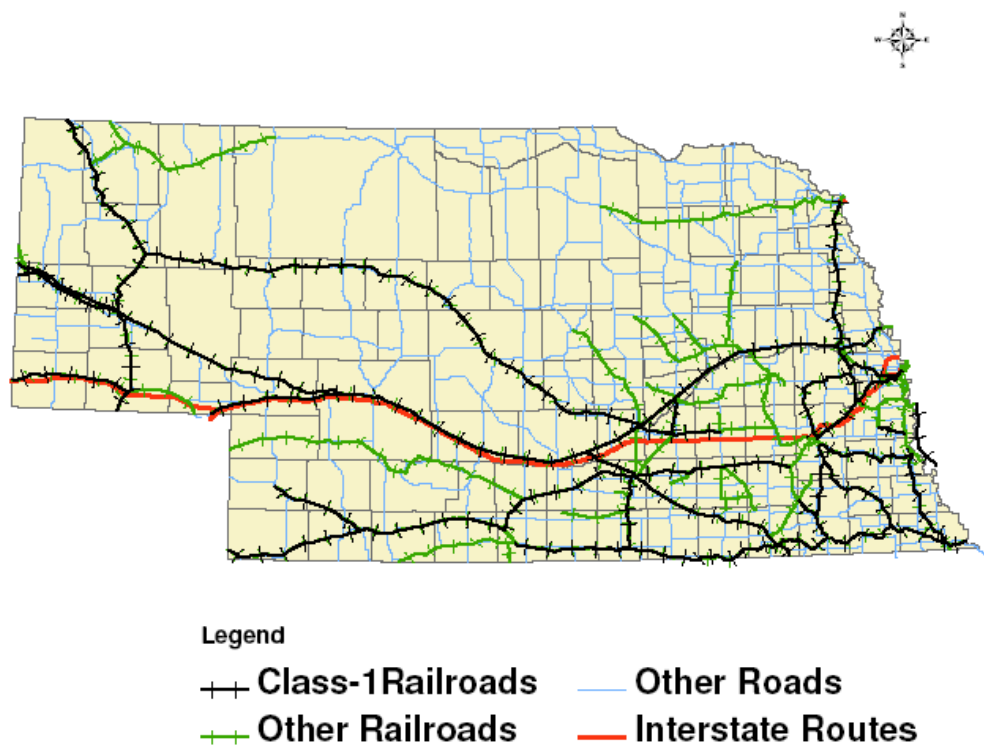 N
W E
S
Legend
Class-1Railroads
Other Roads
Other Railroads
Interstate Routes